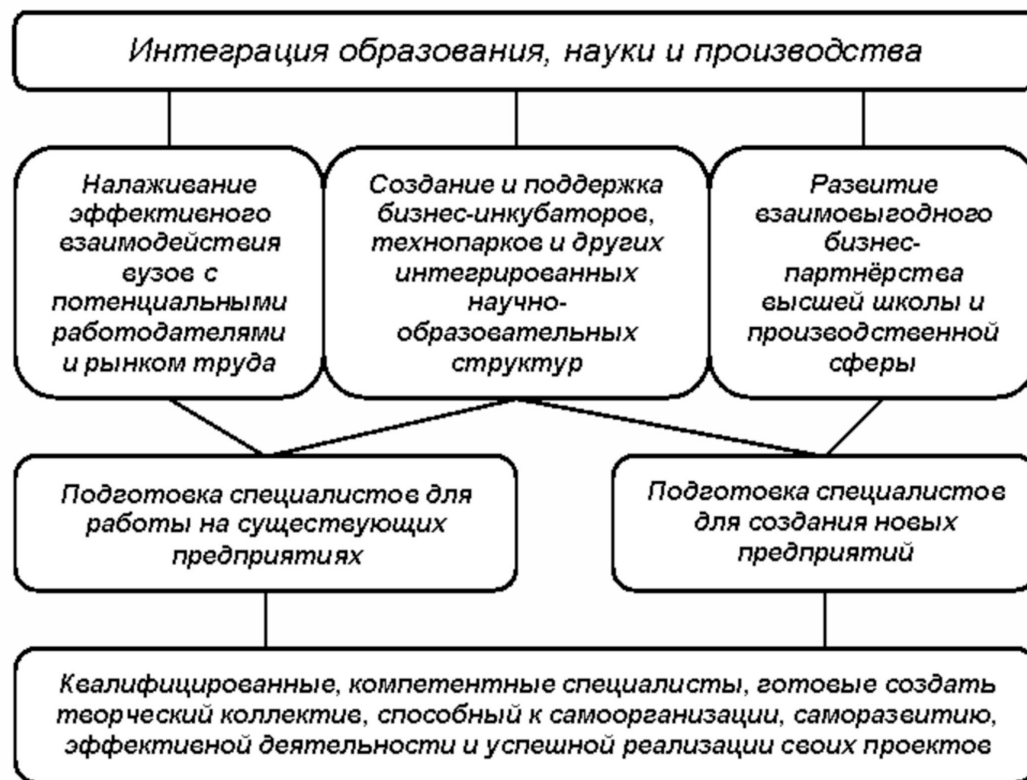 Интеграция образования, науки и производства
Налаживание
эффективного
взаимодействия
вузов с
потенциальными
работодателями
и рынком труда
Создание и поддержка
бизнес-инкубаторов,
технопарков и других
интегрированных
научно-
образовательных
структур
Развитие
взаимовыгодного
бизнес-
партнёрства
высшей школы и
производственной
сферы
Подготовка специалистов для
работы на существующих
предприятиях
Подготовка специалистов
для создания новых
предприятий
Квалифицированные, компетентные специалисты, готовые создать
творческий коллектив, способный к самоорганизации, саморазвитию,
эффективной деятельности и успешной реализации своих проектов